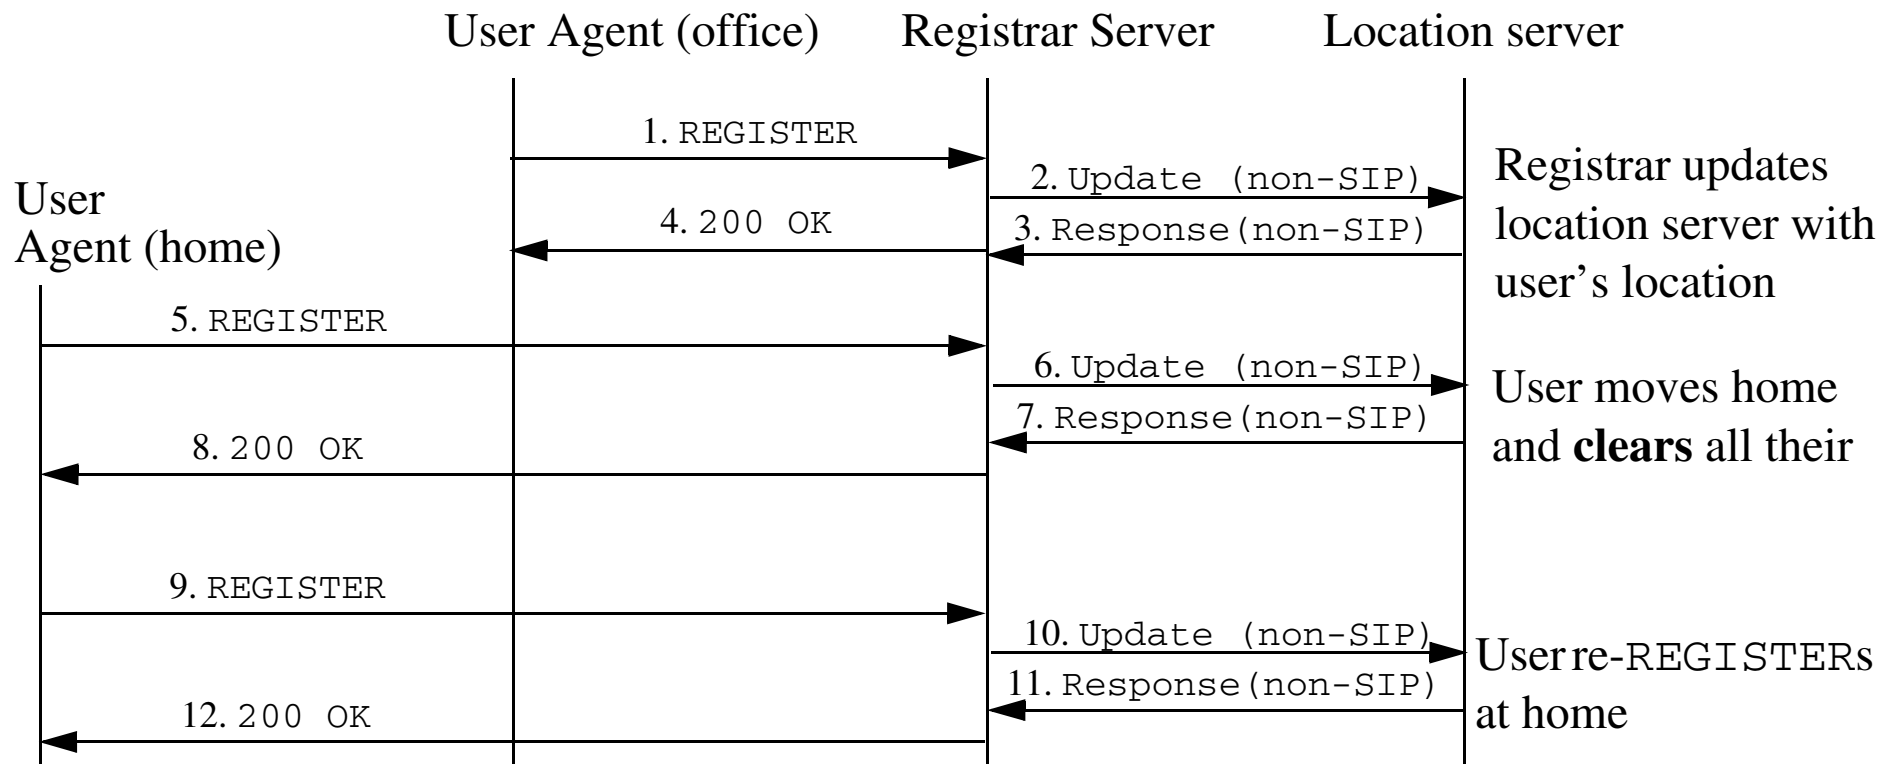 User Agent (office) Registrar Server Location server
1. REGISTER
2. Update (non-SIP)
3. Response(non-SIP)
4. 200 OK
Registrar updates
location server with
user's location
User
Agent (home)
5. REGISTER
6. Update (non-SIP)
7. Response(non-SIP)
8. 200 OK
User moves home
and clears all their
9. REGISTER
10. Update (non-SIP)
11. Response(non-SIP)
12. 200 OK
User re-REGISTERs
at home